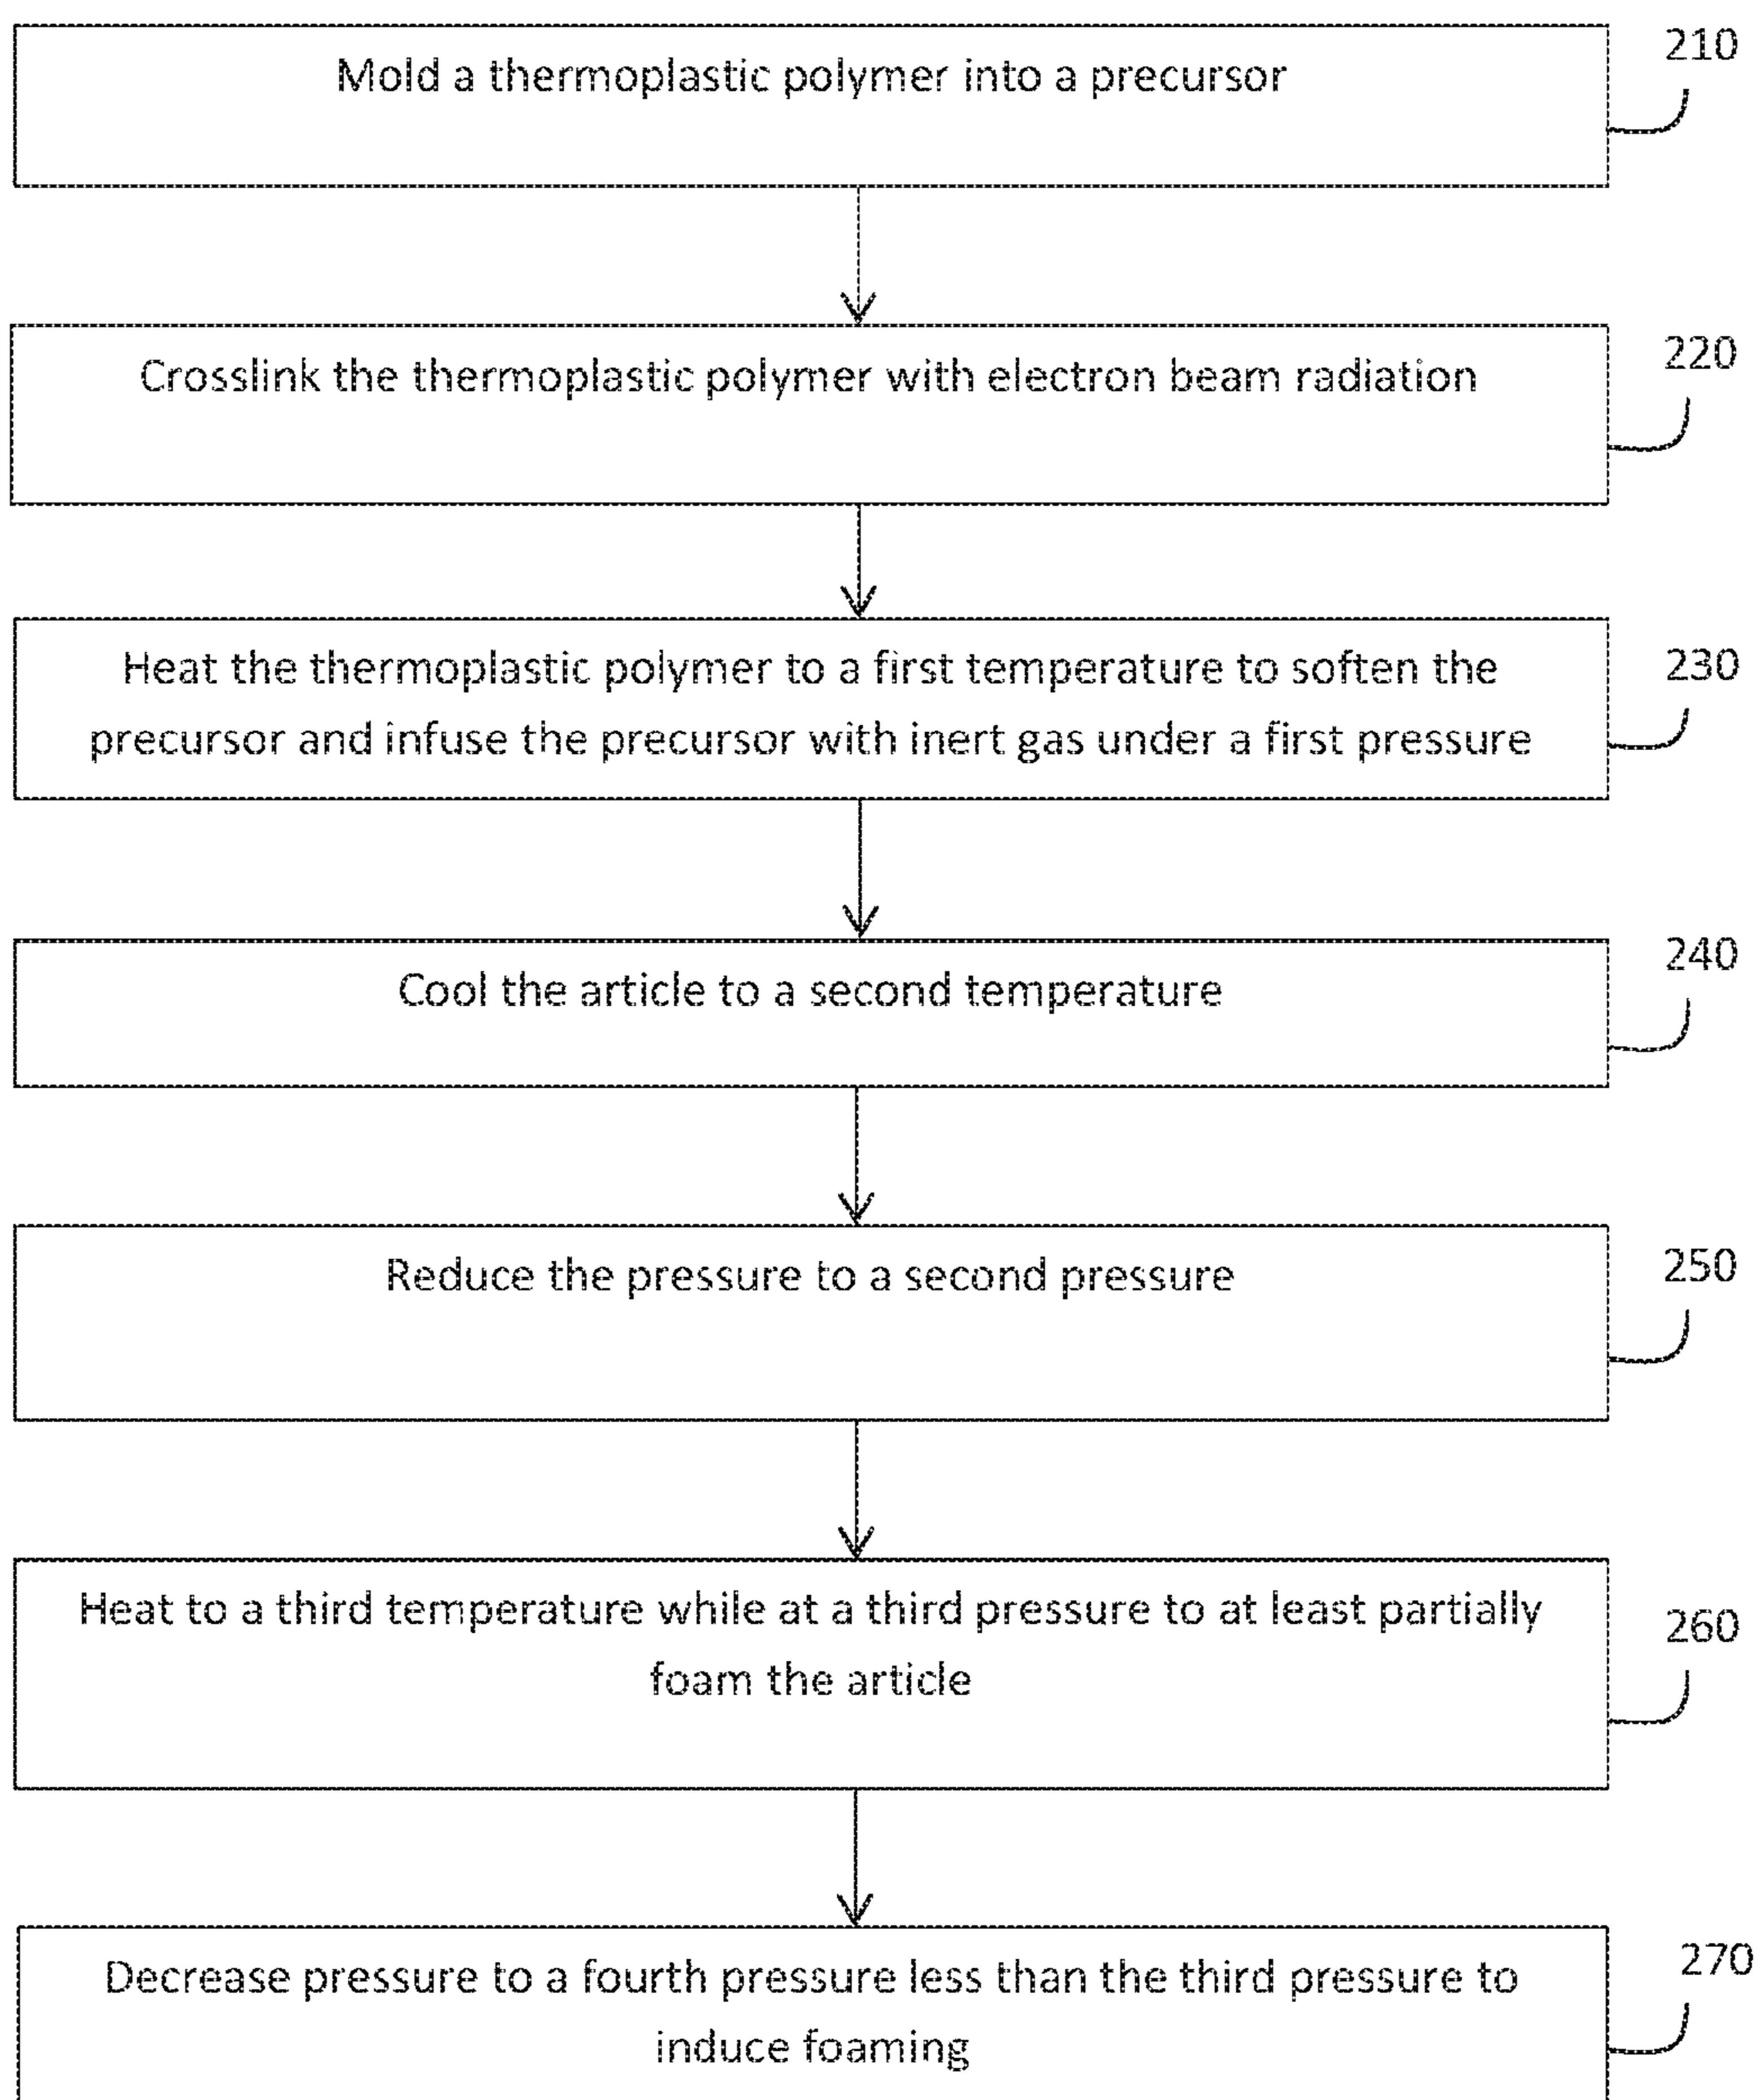 Mold a thermoplastic polymer into a precursor
210
Crosslink the thermoplastic polymer with electron beam radiation
220
Heat the thermoplastic polymer to a first temperature to soften the
precursor and infuse the precursor with inert gas under a first pressure
230
Cool the article to a second temperature
240
Reduce the pressure to a second pressure
250
Heat to a third temperature while at a third pressure to at least partially
foam the article
260
Decrease pressure to a fourth pressure less than the third pressure to
induce foaming
270